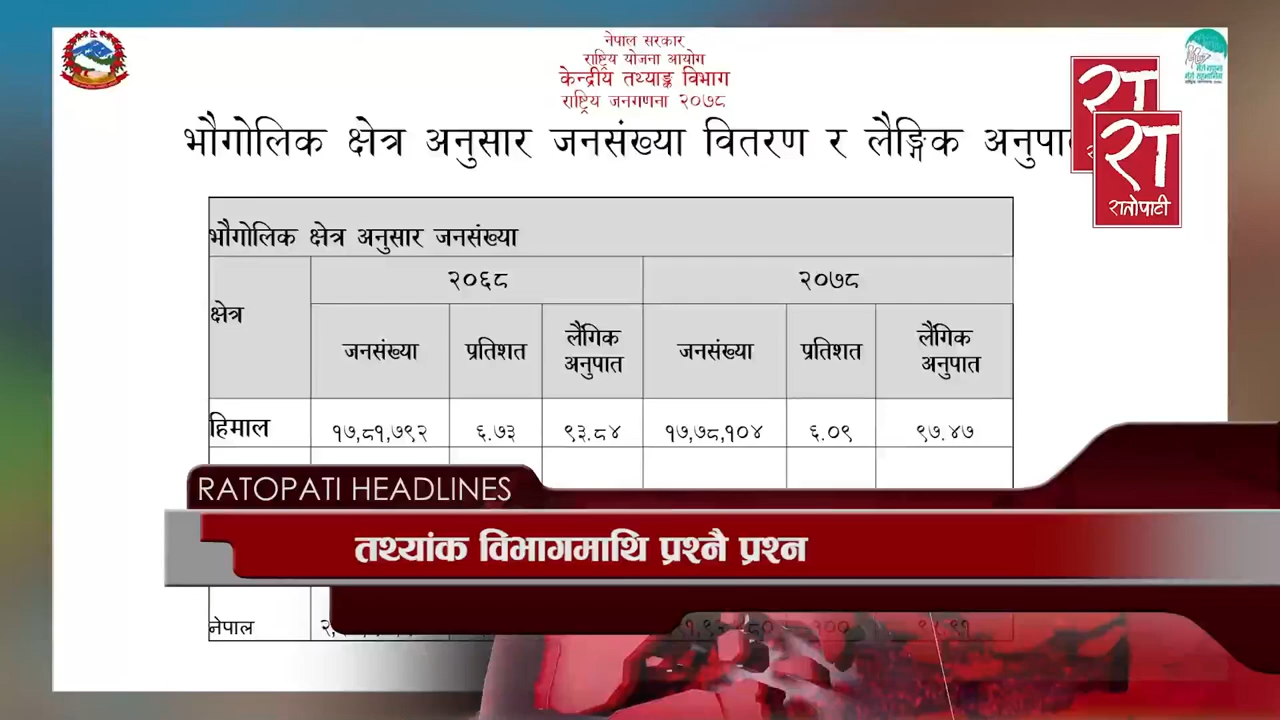 नेपाल सरकार
राष्ट्रिय योजना आयोग
केन्द्रीय तथ्याङ्क विभाग
राष्ट्रिय जनगणना २०७८
भौगोलिक क्षेत्र अनुसार जनसंख्या वितरण र लैङ्गिक
रा
रा
रातोपाटी
भौगोलिक क्षेत्र अनुसार जनसंख्या
क्षेत्र २०६८ २०७८
जनसंख्या प्रतिशत लैंगिक अनुपात जनसंख्या प्रतिशत लैंगिक अनुपात
हिमाल १७,८१,७९२ ६.७३ ९३.८४ १७,७८,१०४ ६.०९ ९७.४७
RATOPATI HEADLINES
तथ्यांक विभागमाथि प्रश्नै प्रश्न
नेपाल